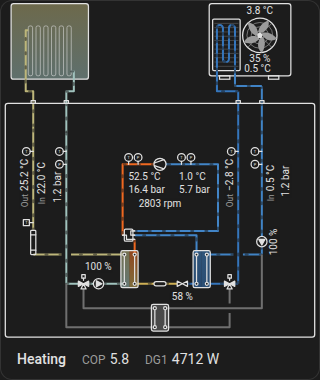 3.8 °C
35 %
0.5 °C
Out 25.2 °C
In 22.0 °C
1.2 bar
52.5 °C
16.4 bar
1.0 °C
5.7 bar
2803 rpm
Out −2.8 °C
In 0.5 °C
1.2 bar
100 %
100 %
58 %
Heating COP 5.8 DG1 4712 W